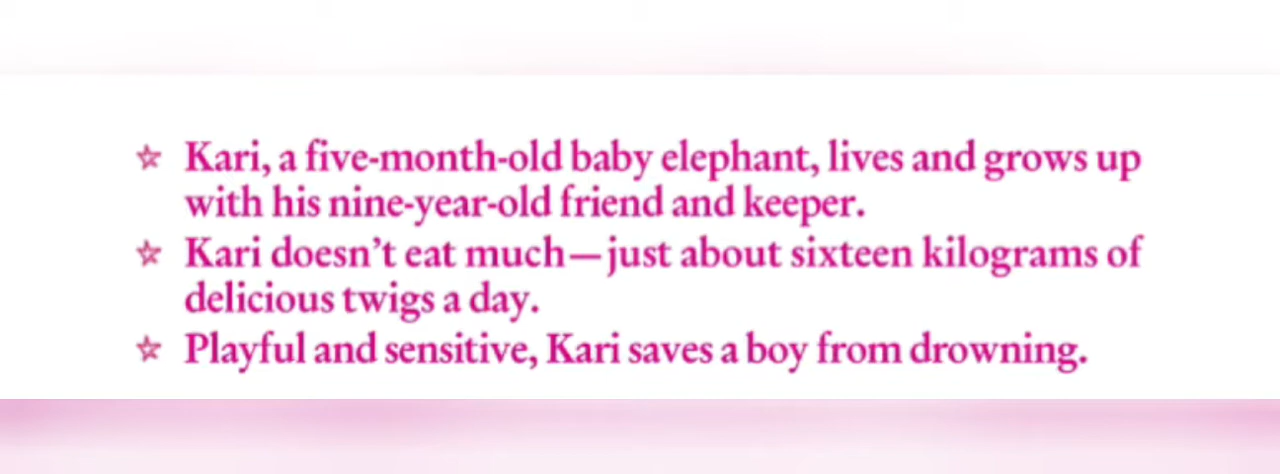 ☆ Kari, a five-month-old baby elephant, lives and grows up
with his nine-year-old friend and keeper.
☆ Kari doesn’t eat much—just about sixteen kilograms of
delicious twigs a day.
☆ Playful and sensitive, Kari saves a boy from drowning.